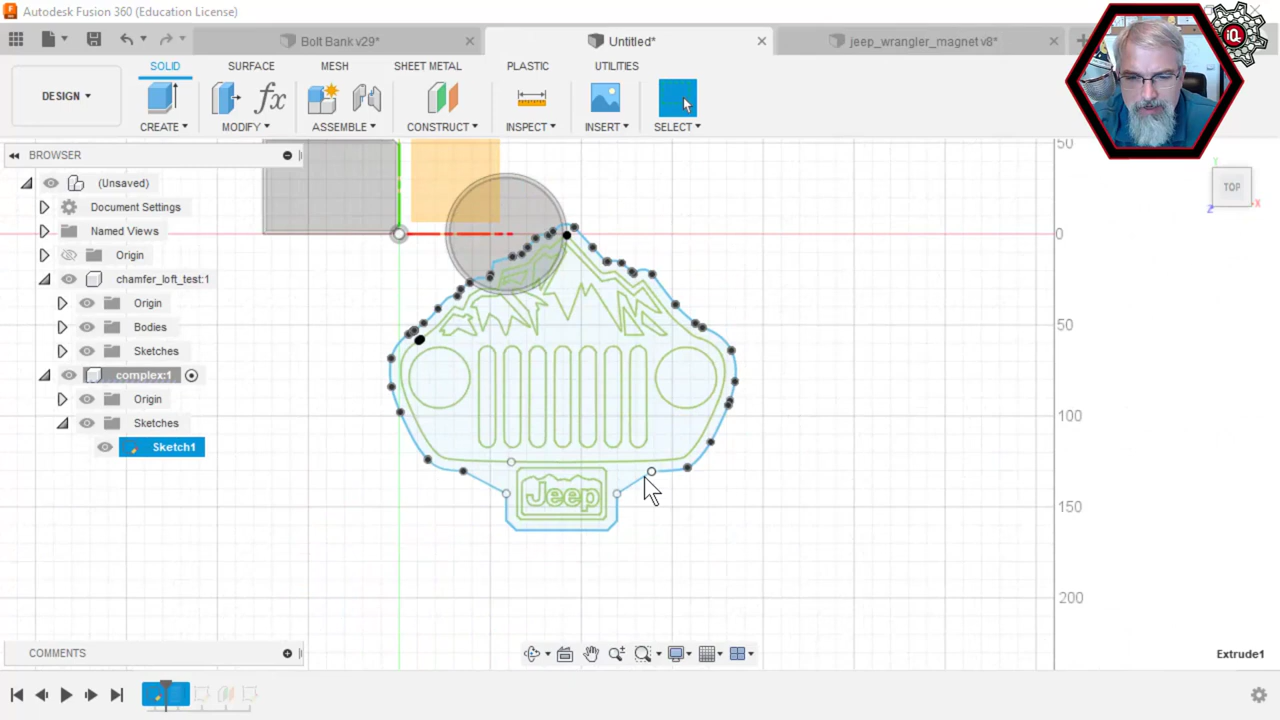 Autodesk Fusion 360 (Education License)
Bolt Bank v29*
Untitled*
jeep_wrangler_magnet v8*
iQ
SOLID
SURFACE
MESH
SHEET METAL
PLASTIC
UTILITIES
DESIGN
CREATE
MODIFY
ASSEMBLE
CONSTRUCT
INSPECT
INSERT
SELECT
BROWSER
(Unsaved)
Document Settings
Named Views
Origin
chamfer_loft_test:1
Origin
Bodies
Sketches
complex:1
Origin
Sketches
Sketch1
50
0
50
100
150
200
Jeep
TOP
Y
X
Z
COMMENTS
Extrude1